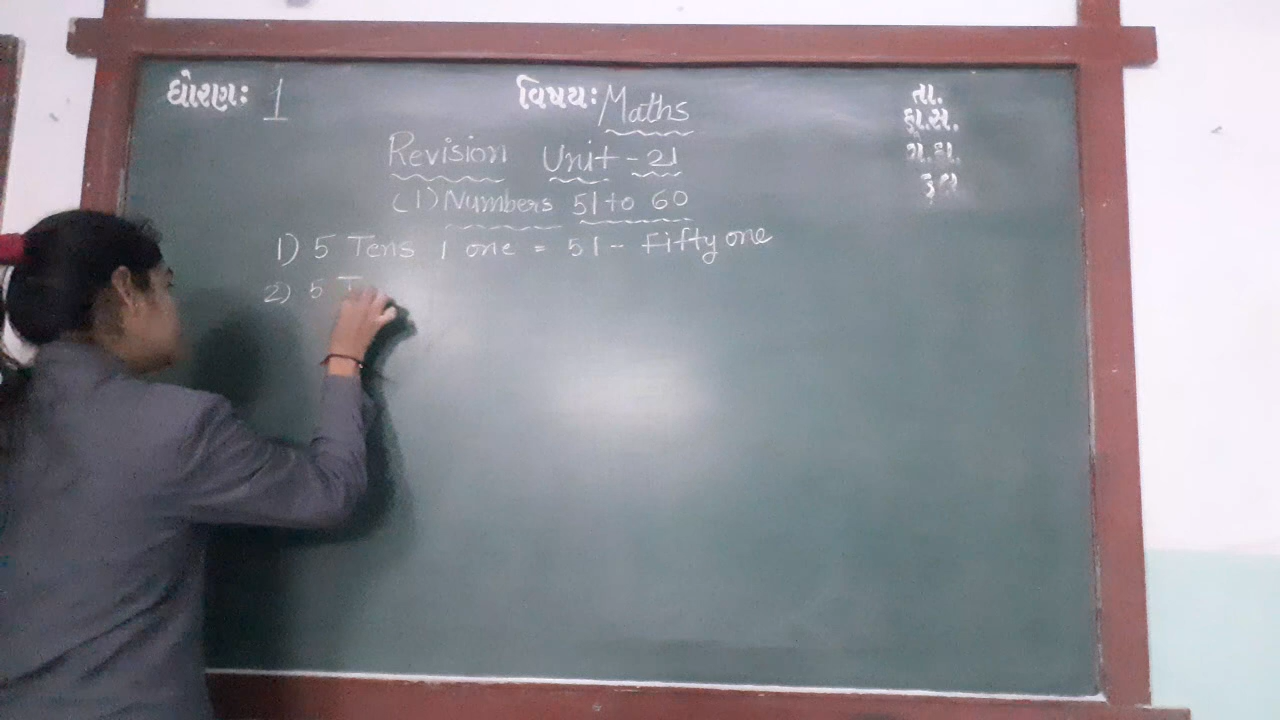 ધોરણઃ 1 વિષયઃ Maths તા.
ફા.સ.
Revision Unit - 21 ગ.હા.
(1) Numbers 51 to 60 કુલ
1) 5 Tens 1 one = 51 - Fifty one
2) 5 T